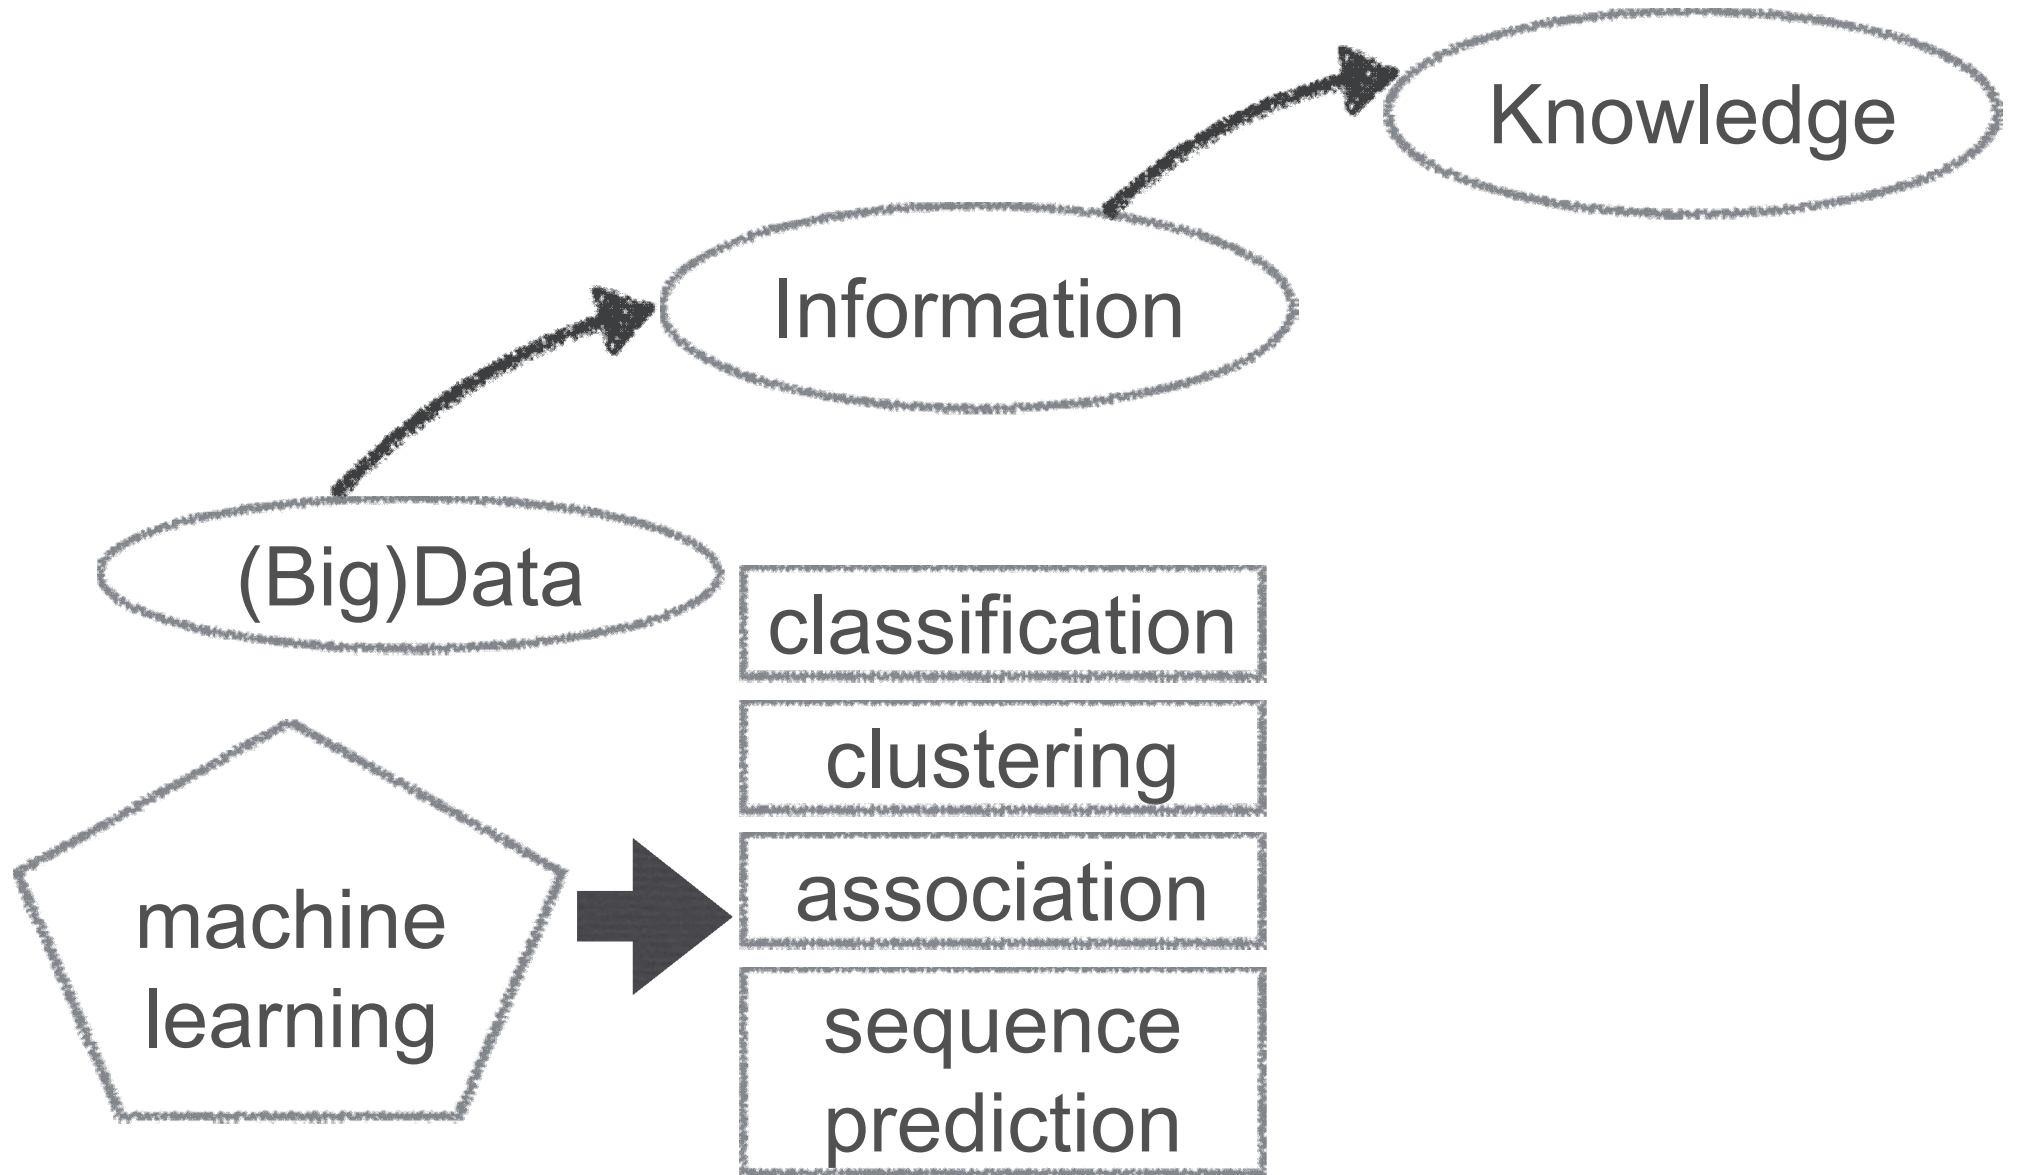 Knowledge
Information
(Big)Data
classification
clustering
machine
learning
association
sequence
prediction